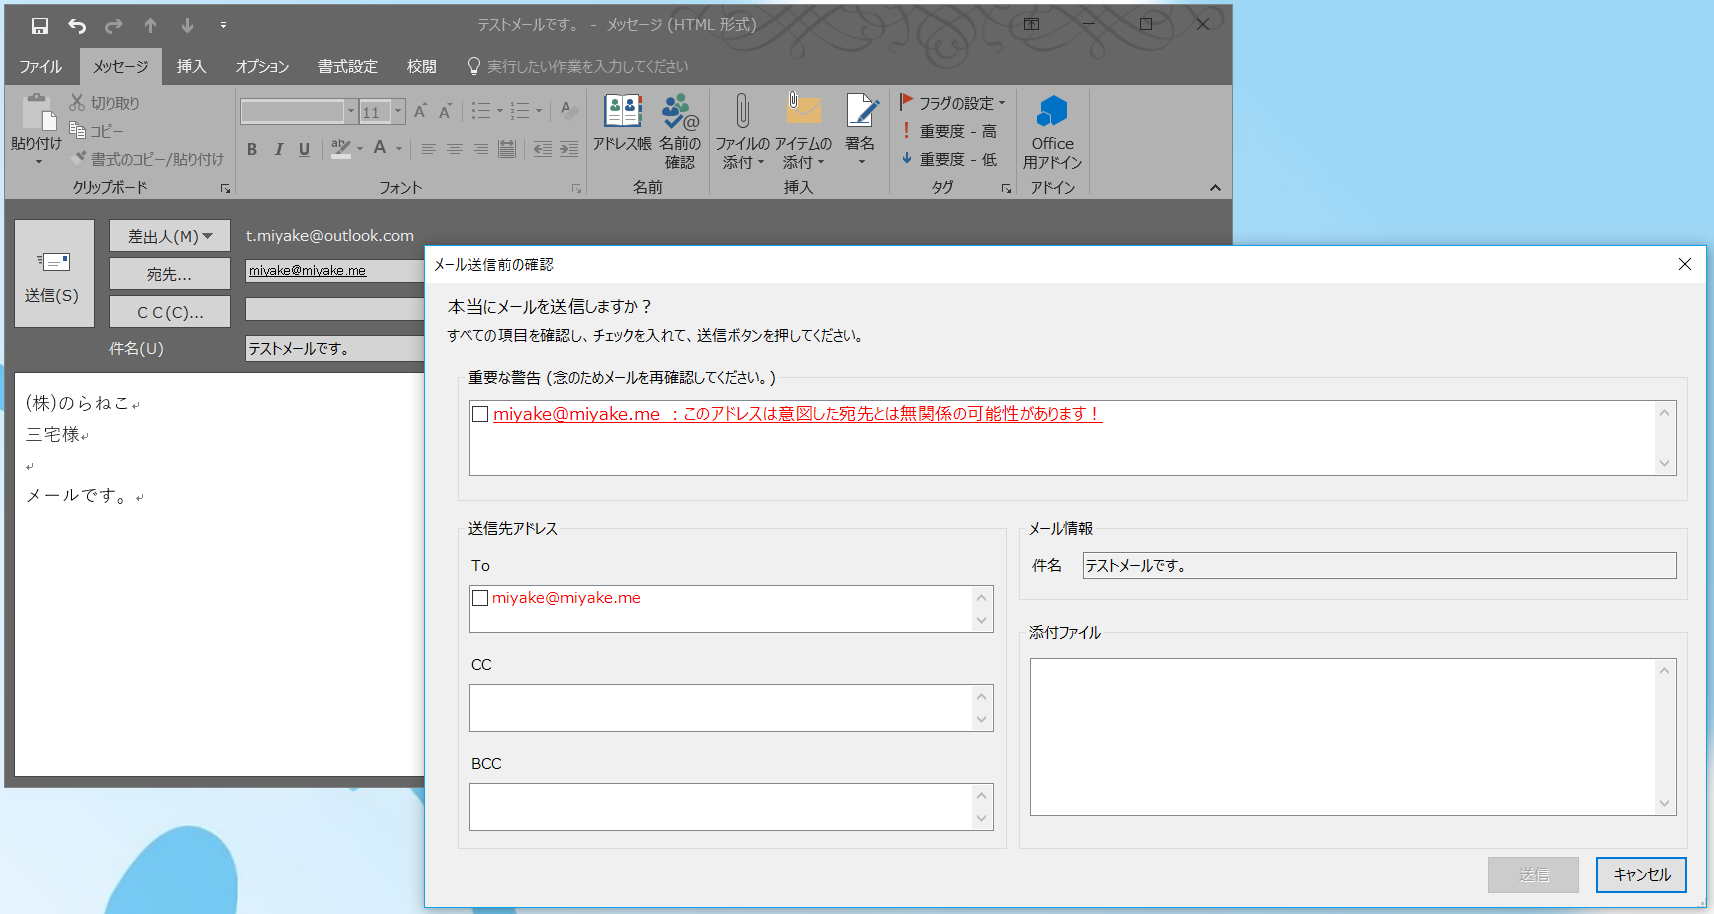 テストメールです。 - メッセージ (HTML 形式)
ファイル メッセージ 挿入 オプション 書式設定 校閲 実行したい作業を入力してください
貼り付け
切り取り
コピー
書式のコピー/貼り付け
クリップボード
11
B I U ab A
フォント
アドレス帳 名前の確認
名前
ファイルの添付 アイテムの添付 署名
挿入
フラグの設定
重要度 - 高
重要度 - 低
タグ
Office 用アドイン
アドイン
送信(S)
差出人(M) t.miyake@outlook.com
宛先... miyake@miyake.me
ＣＣ(C)...
件名(U) テストメールです。
(株)のらねこ
三宅様
メールです。
メール送信前の確認
本当にメールを送信しますか？
すべての項目を確認し、チェックを入れて、送信ボタンを押してください。
重要な警告 (念のためメールを再確認してください。)
miyake@miyake.me ：このアドレスは意図した宛先とは無関係の可能性があります！
送信先アドレス
To
miyake@miyake.me
CC
BCC
メール情報
件名 テストメールです。
添付ファイル
送信 キャンセル